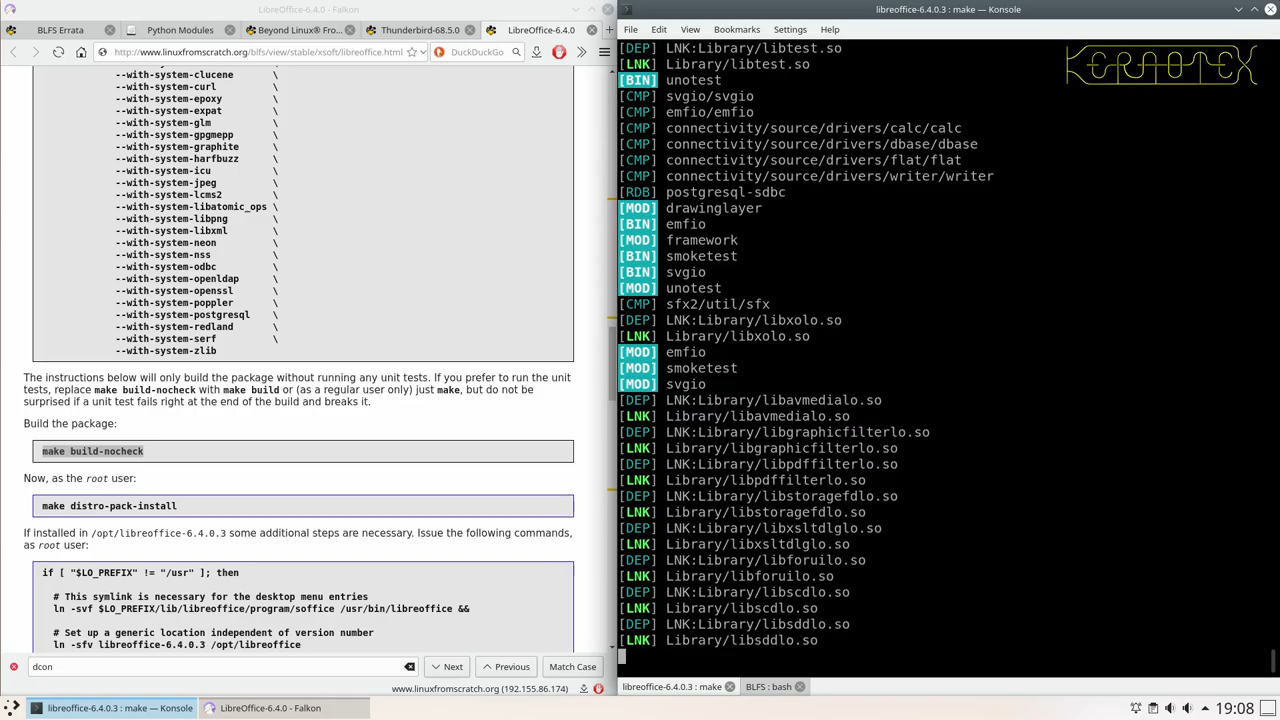 LibreOffice-6.4.0 - Falkon
BLFS Errata
Python Modules
Beyond Linux® From
Thunderbird-68.5.0
LibreOffice-6.4.0
http://www.linuxfromscratch.org/blfs/view/stable/xsoft/libreoffice.html
DuckDuckGo
--with-system-clucene \
--with-system-curl \
--with-system-epoxy \
--with-system-expat \
--with-system-glm \
--with-system-gpgmepp \
--with-system-graphite \
--with-system-harfbuzz \
--with-system-icu \
--with-system-jpeg \
--with-system-lcms2 \
--with-system-libatomic_ops \
--with-system-libpng \
--with-system-libxml \
--with-system-neon \
--with-system-nss \
--with-system-odbc \
--with-system-openldap \
--with-system-openssl \
--with-system-poppler \
--with-system-postgresql \
--with-system-redland \
--with-system-serf \
--with-system-zlib
The instructions below will only build the package without running any unit tests. If you prefer to run the unit
tests, replace make build-nocheck with make build or (as a regular user only) just make, but do not be
surprised if a unit test fails right at the end of the build and breaks it.
Build the package:
make build-nocheck
Now, as the root user:
make distro-pack-install
If installed in /opt/libreoffice-6.4.0.3 some additional steps are necessary. Issue the following commands,
as root user:
if [ "$LO_PREFIX" != "/usr" ]; then
# This symlink is necessary for the desktop menu entries
ln -svf $LO_PREFIX/lib/libreoffice/program/soffice /usr/bin/libreoffice &&
# Set up a generic location independent of version number
ln -sfv libreoffice-6.4.0.3 /opt/libreoffice
dcon
Next
Previous
Match Case
www.linuxfromscratch.org (192.155.86.174)
libreoffice-6.4.0.3 : make — Konsole
File Edit View Bookmarks Settings Help
KERNOTEX
[DEP] LNK:Library/libtest.so
[LNK] Library/libtest.so
[BIN] unotest
[CMP] svgio/svgio
[CMP] emfio/emfio
[CMP] connectivity/source/drivers/calc/calc
[CMP] connectivity/source/drivers/dbase/dbase
[CMP] connectivity/source/drivers/flat/flat
[CMP] connectivity/source/drivers/writer/writer
[RDB] postgresql-sdbc
[MOD] drawinglayer
[BIN] emfio
[MOD] framework
[BIN] smoketest
[BIN] svgio
[MOD] unotest
[CMP] sfx2/util/sfx
[DEP] LNK:Library/libxolo.so
[LNK] Library/libxolo.so
[MOD] emfio
[MOD] smoketest
[MOD] svgio
[DEP] LNK:Library/libavmedialo.so
[LNK] Library/libavmedialo.so
[DEP] LNK:Library/libgraphicfilterlo.so
[LNK] Library/libgraphicfilterlo.so
[DEP] LNK:Library/libpdffilterlo.so
[LNK] Library/libpdffilterlo.so
[DEP] LNK:Library/libstoragefdlo.so
[LNK] Library/libstoragefdlo.so
[DEP] LNK:Library/libxsltdlglo.so
[LNK] Library/libxsltdlglo.so
[DEP] LNK:Library/libforuilo.so
[LNK] Library/libforuilo.so
[DEP] LNK:Library/libscdlo.so
[LNK] Library/libscdlo.so
[DEP] LNK:Library/libsddlo.so
[LNK] Library/libsddlo.so
libreoffice-6.4.0.3 : make
BLFS : bash
libreoffice-6.4.0.3 : make — Konsole
LibreOffice-6.4.0 - Falkon
19:08